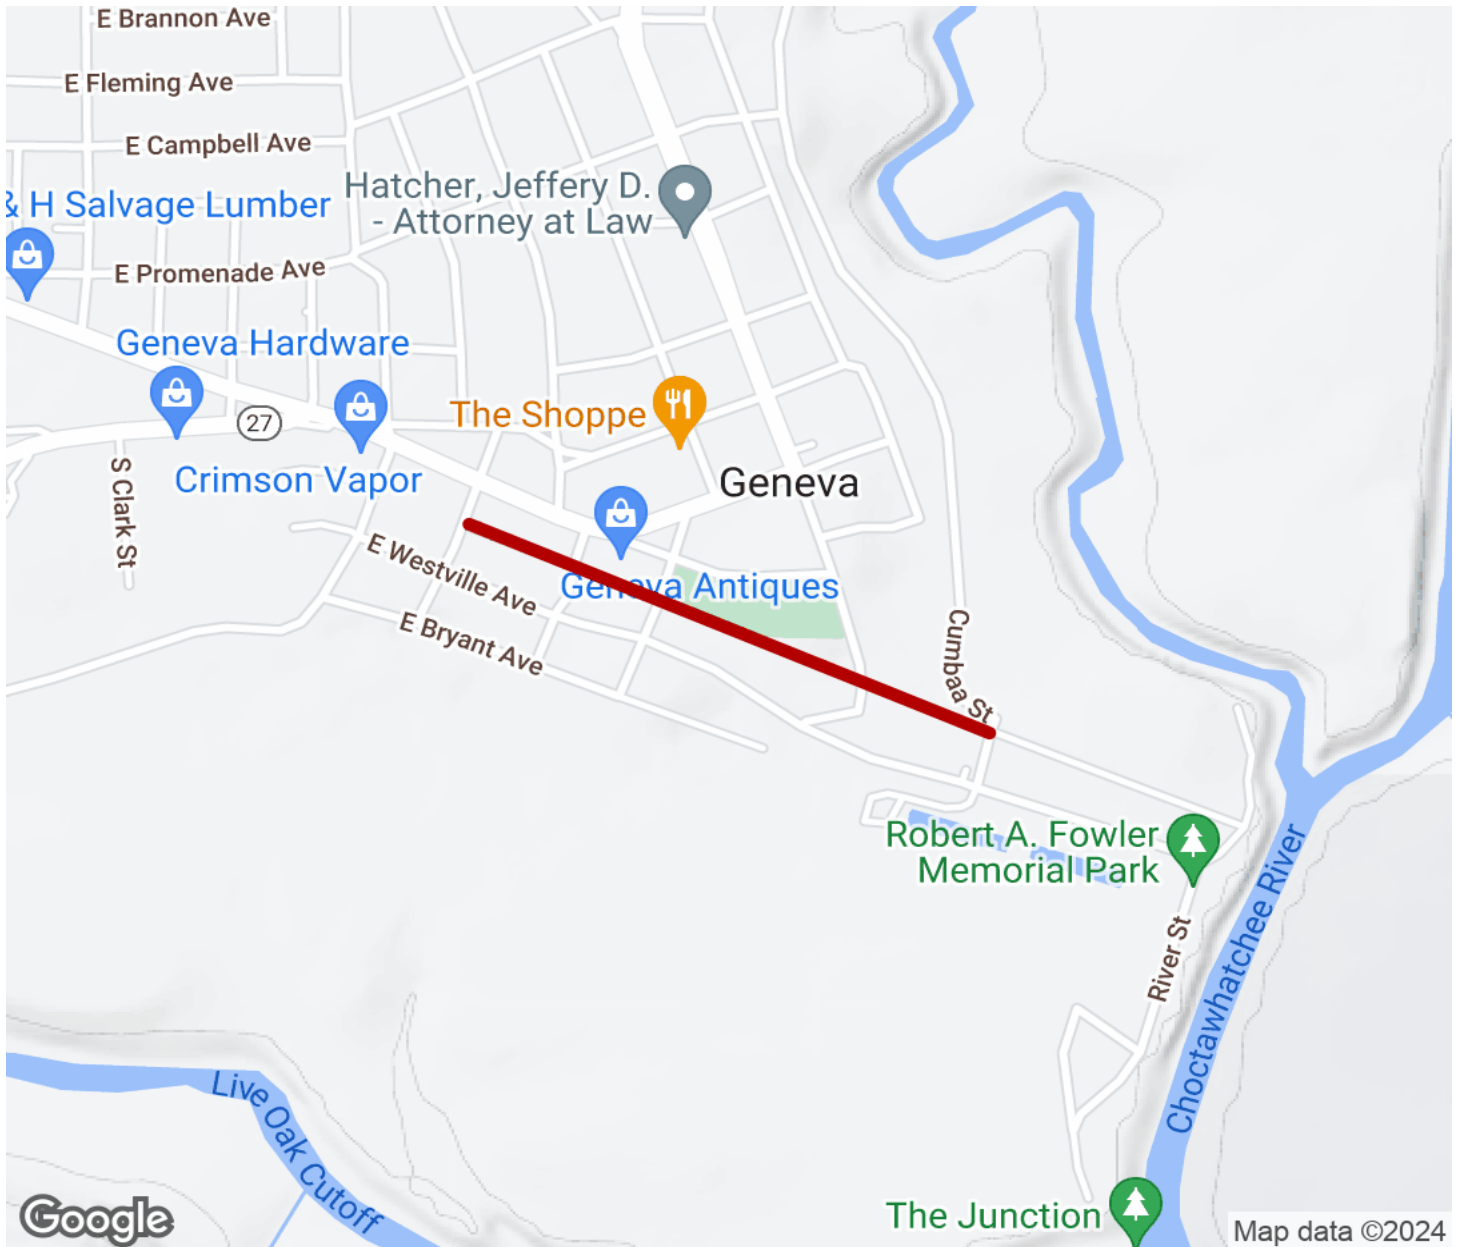 E Brannon Ave
E Fleming Ave
E Campbell Ave
Hatcher, Jeffery D.
- Attorney at Law
& H Salvage Lumber
E Promenade Ave
Geneva Hardware
27
The Shoppe
Crimson Vapor
S Clark St
Geneva
E Westville Ave
Geneva Antiques
E Bryant Ave
Cumbaa St
Robert A. Fowler
Memorial Park
River St
Choctawhatchee River
Live Oak Cutoff
The Junction
Google
Map data ©2024